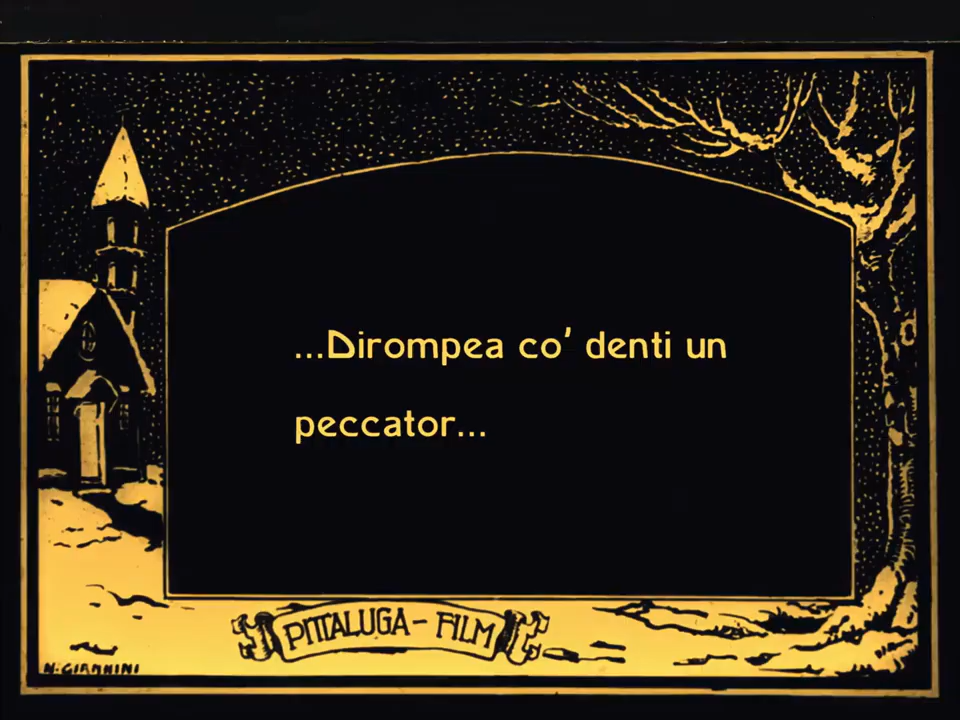 ...Dirompea co' denti un
peccator...
PITTALUGA - FILM
N. GIANNINI